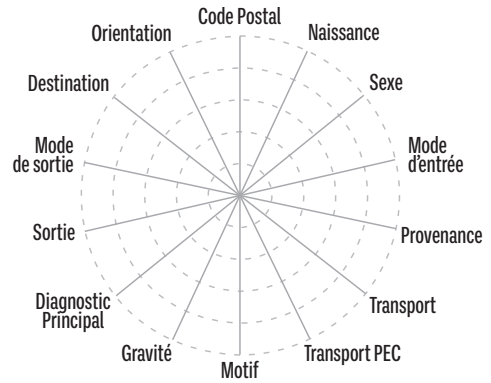 Code Postal
Naissance
Sexe
Mode
d'entrée
Provenance
Transport
Transport PEC
Motif
Gravité
Diagnostic
Principal
Sortie
Mode
de sortie
Destination
Orientation